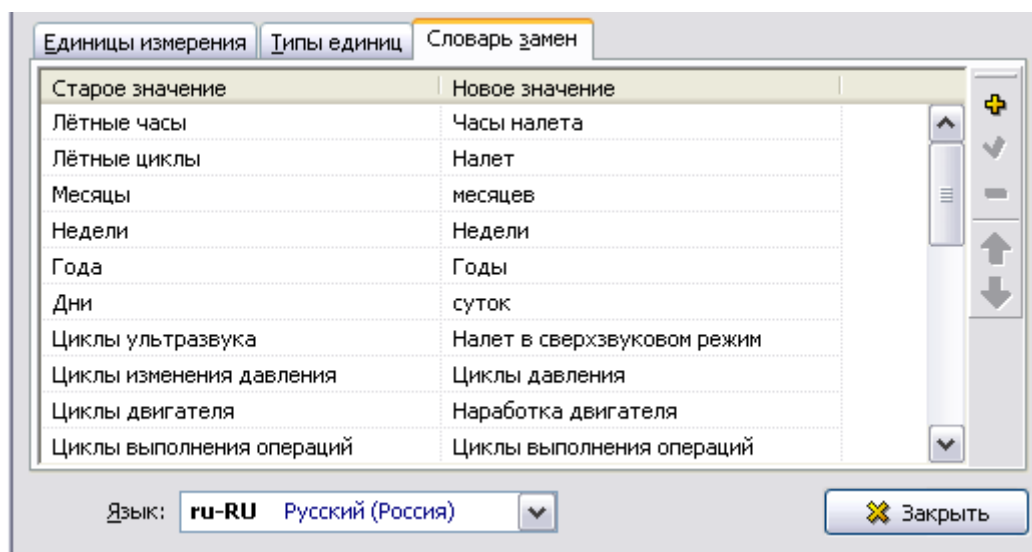 Единицы измерения Типы единиц Словарь замен
Старое значение Новое значение
Лётные часы Часы налета
Лётные циклы Налет
Месяцы месяцев
Недели Недели
Года Годы
Дни суток
Циклы ультразвука Налет в сверхзвуковом режим
Циклы изменения давления Циклы давления
Циклы двигателя Наработка двигателя
Циклы выполнения операций Циклы выполнения операций
Язык: ru-RU Русский (Россия) Закрыть